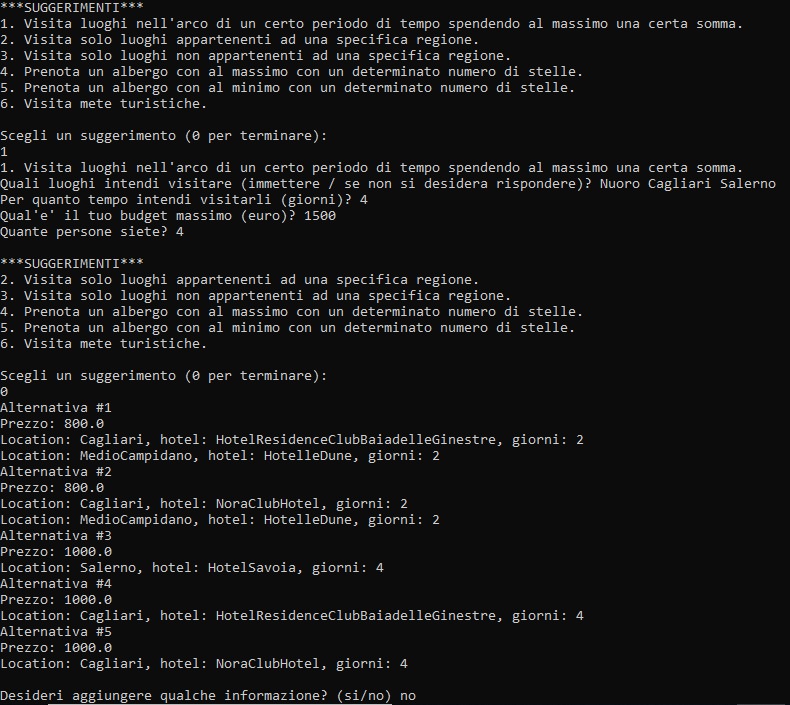 ***SUGGERIMENTI***
1. Visita luoghi nell'arco di un certo periodo di tempo spendendo al massimo una certa somma.
2. Visita solo luoghi appartenenti ad una specifica regione.
3. Visita solo luoghi non appartenenti ad una specifica regione.
4. Prenota un albergo con al massimo con un determinato numero di stelle.
5. Prenota un albergo con al minimo con un determinato numero di stelle.
6. Visita mete turistiche.
Scegli un suggerimento (0 per terminare):
1
1. Visita luoghi nell'arco di un certo periodo di tempo spendendo al massimo una certa somma.
Quali luoghi intendi visitare (immettere / se non si desidera rispondere)? Nuoro Cagliari Salerno
Per quanto tempo intendi visitarli (giorni)? 4
Qual'e' il tuo budget massimo (euro)? 1500
Quante persone siete? 4
***SUGGERIMENTI***
2. Visita solo luoghi appartenenti ad una specifica regione.
3. Visita solo luoghi non appartenenti ad una specifica regione.
4. Prenota un albergo con al massimo con un determinato numero di stelle.
5. Prenota un albergo con al minimo con un determinato numero di stelle.
6. Visita mete turistiche.
Scegli un suggerimento (0 per terminare):
0
Alternativa #1
Prezzo: 800.0
Location: Cagliari, hotel: HotelResidenceClubBaiadelleGinestre, giorni: 2
Location: MedioCampidano, hotel: HotelleDune, giorni: 2
Alternativa #2
Prezzo: 800.0
Location: Cagliari, hotel: NoraClubHotel, giorni: 2
Location: MedioCampidano, hotel: HotelleDune, giorni: 2
Alternativa #3
Prezzo: 1000.0
Location: Salerno, hotel: HotelSavoia, giorni: 4
Alternativa #4
Prezzo: 1000.0
Location: Cagliari, hotel: HotelResidenceClubBaiadelleGinestre, giorni: 4
Alternativa #5
Prezzo: 1000.0
Location: Cagliari, hotel: NoraClubHotel, giorni: 4
Desideri aggiungere qualche informazione? (si/no) no